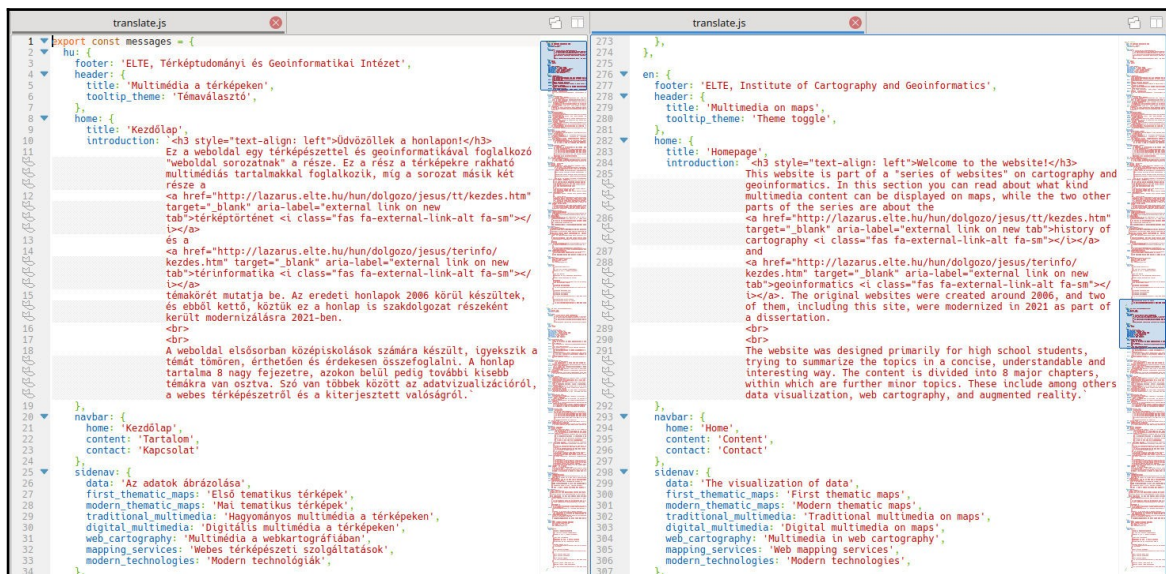 translate.js
1 export const messages = {
2 hu: {
3 footer: 'ELTE, Térképtudományi és Geoinformatikai Intézet',
4 header: {
5 title: 'Multimédia a térképeken',
6 tooltip_theme: 'Témaválasztó',
7 },
8 home: {
9 title: 'Kezdőlap',
10 introduction: `<h3 style="text-align: left">Üdvözöllek a honlapon!</h3>
11 Ez a weboldal egy térképészettel és geoinformatikával foglalkozó
"weboldal sorozatnak" a része. Ez a rész a térképekre rakható
multimédiás tartalmakkal foglalkozik, míg a sorozat másik két
része a
12 <a href="http://lazarus.elte.hu/hun/dolgozo/jesus/tt/kezdes.htm"
target="_blank" aria-label="external link on new
tab">térképtörténet <i class="fas fa-external-link-alt fa-sm"></
i></a>
13 és a
14 <a href="http://lazarus.elte.hu/hun/dolgozo/jesus/terinfo/
kezdes.htm" target="_blank" aria-label="external link on new
tab">térinformatika <i class="fas fa-external-link-alt fa-sm"></
i></a>
15 témakörét mutatja be. Az eredeti honlapok 2006 körül készültek,
és ebből kettő, köztük ez a honlap is szakdolgozat részeként
került modernizálásra 2021-ben.
16 <br>
17 <br>
18 A weboldal elsősorban középiskolások számára készült, igyekszik a
témát tömören, érthetően és érdekesen összefoglalni. A honlap
tartalma 8 nagy fejezetre, azokon belül pedig további kisebb
témákra van osztva. Szó van többek között az adatvizualizációról,
a webes térképészetről és a kiterjesztett valóságról.`
19 },
20 navbar: {
21 home: 'Kezdőlap',
22 content: 'Tartalom',
23 contact: 'Kapcsolat'
24 },
25 sidenav: {
26 data: 'Az adatok ábrázolása',
27 first_thematic_maps: 'Első tematikus térképek',
28 modern_thematic_maps: 'Mai tematikus térképek',
29 traditional_multimedia: 'Hagyományos multimédia a térképeken',
30 digital_multimedia: 'Digitális multimédia a térképeken',
31 web_cartography: 'Multimédia a webkartográfiában',
32 mapping_services: 'Webes térképészeti szolgáltatások',
33 modern_technologies: 'Modern technológiák',
34 },
translate.js
273 },
274 },
275
276 en: {
277 footer: 'ELTE, Institute of Cartography and Geoinformatics',
278 header: {
279 title: 'Multimedia on maps',
280 tooltip_theme: 'Theme toggle',
281 },
282 home: {
283 title: 'Homepage',
284 introduction: `<h3 style="text-align: left">Welcome to the website!</h3>
285 This website is part of a "series of websites" on cartography and
geoinformatics. In this section you can read about what kind
multimedia content can be displayed on maps, while the two other
parts of the series are about the
286 <a href="http://lazarus.elte.hu/hun/dolgozo/jesus/tt/kezdes.htm"
target="_blank" aria-label="external link on new tab">history of
cartography <i class="fas fa-external-link-alt fa-sm"></i></a>
287 and
288 <a href="http://lazarus.elte.hu/hun/dolgozo/jesus/terinfo/
kezdes.htm" target="_blank" aria-label="external link on new
tab">geoinformatics <i class="fas fa-external-link-alt fa-sm"></
i></a>. The original websites were created around 2006, and two
of them, including this site, were modernized in 2021 as part of
a dissertation.
289 <br>
290 <br>
291 The website was designed primarily for high school students,
trying to summarize the topics in a concise, understandable and
interesting way. The content is divided into 8 major chapters,
within which are further minor topics. These include among others
data visualization, web cartography, and augmented reality.`
292 },
293 navbar: {
294 home: 'Home',
295 content: 'Content',
296 contact: 'Contact'
297 },
298 sidenav: {
299 data: 'The visualization of data',
300 first_thematic_maps: 'First thematic maps',
301 modern_thematic_maps: 'Modern thematic maps',
302 traditional_multimedia: 'Traditional multimedia on maps',
303 digital_multimedia: 'Digital multimedia on maps',
304 web_cartography: 'Multimedia in web cartography',
305 mapping_services: 'Web mapping services',
306 modern_technologies: 'Modern technologies',
307 },